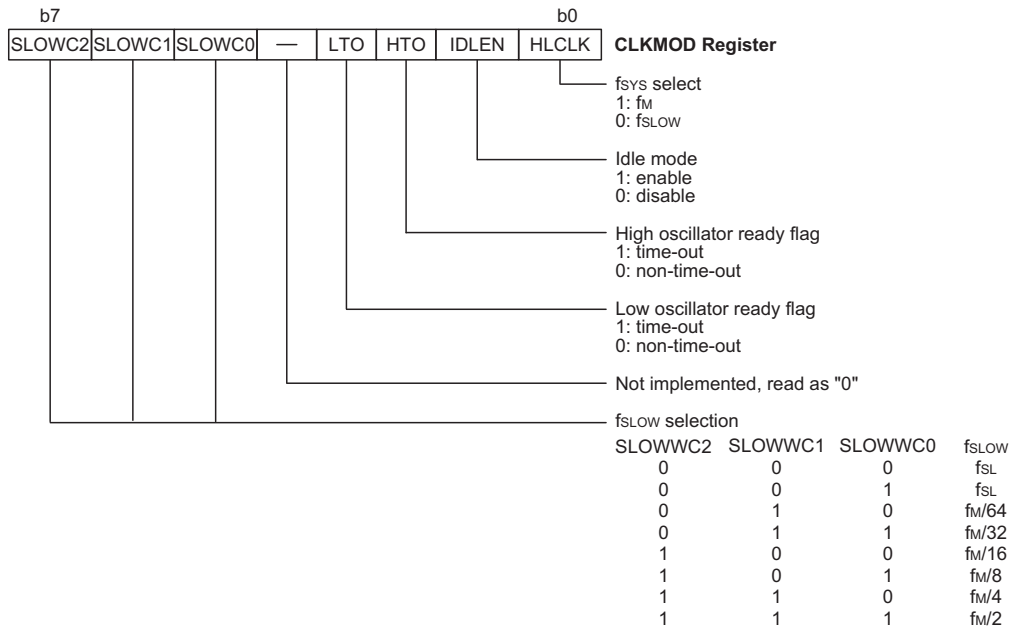 b7 b0
SLOWC2 SLOWC1 SLOWC0 — LTO HTO IDLEN HLCLK CLKMOD Register
fSYS select
1: fM
0: fSLOW
Idle mode
1: enable
0: disable
High oscillator ready flag
1: time-out
0: non-time-out
Low oscillator ready flag
1: time-out
0: non-time-out
Not implemented, read as "0"
fSLOW selection
SLOWWC2 SLOWWC1 SLOWWC0 fSLOW
0 0 0 fSL
0 0 1 fSL
0 1 0 fM/64
0 1 1 fM/32
1 0 0 fM/16
1 0 1 fM/8
1 1 0 fM/4
1 1 1 fM/2